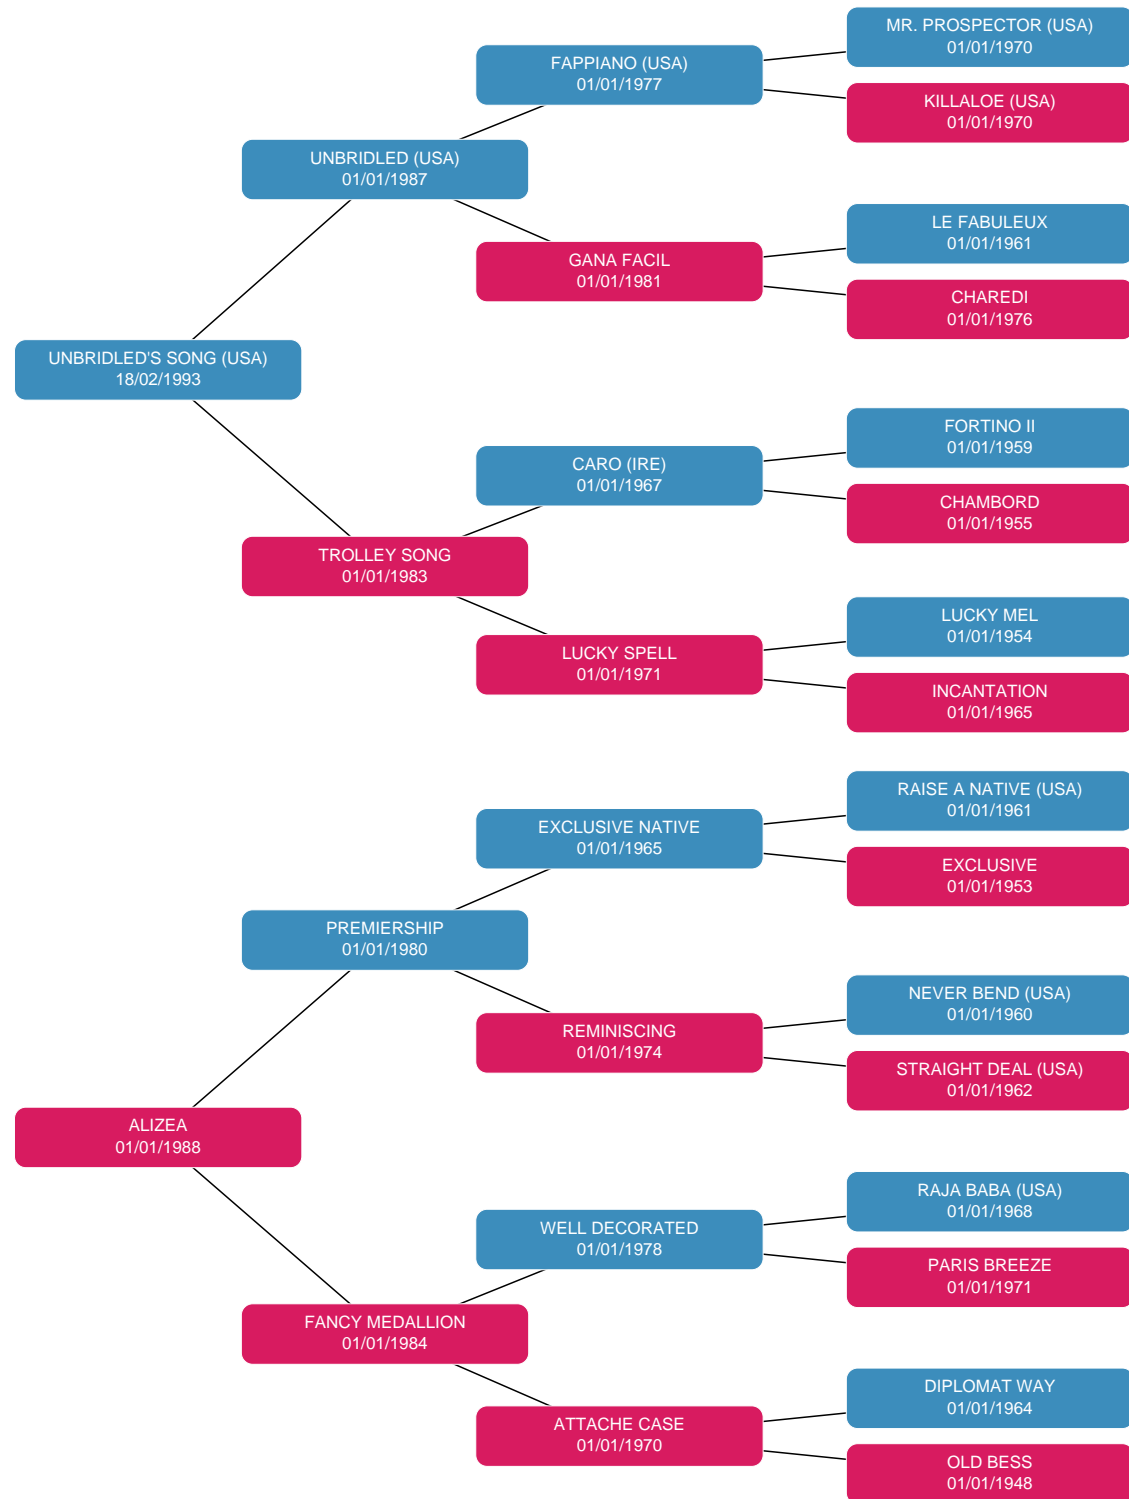 MR. PROSPECTOR (USA)
01/01/1970
FAPPIANO (USA)
01/01/1977
KILLALOE (USA)
01/01/1970
UNBRIDLED (USA)
01/01/1987
LE FABULEUX
01/01/1961
GANA FACIL
01/01/1981
CHAREDI
01/01/1976
UNBRIDLED'S SONG (USA)
18/02/1993
FORTINO II
01/01/1959
CARO (IRE)
01/01/1967
CHAMBORD
01/01/1955
TROLLEY SONG
01/01/1983
LUCKY MEL
01/01/1954
LUCKY SPELL
01/01/1971
INCANTATION
01/01/1965
RAISE A NATIVE (USA)
01/01/1961
EXCLUSIVE NATIVE
01/01/1965
EXCLUSIVE
01/01/1953
PREMIERSHIP
01/01/1980
NEVER BEND (USA)
01/01/1960
REMINISCING
01/01/1974
STRAIGHT DEAL (USA)
01/01/1962
ALIZEA
01/01/1988
RAJA BABA (USA)
01/01/1968
WELL DECORATED
01/01/1978
PARIS BREEZE
01/01/1971
FANCY MEDALLION
01/01/1984
DIPLOMAT WAY
01/01/1964
ATTACHE CASE
01/01/1970
OLD BESS
01/01/1948